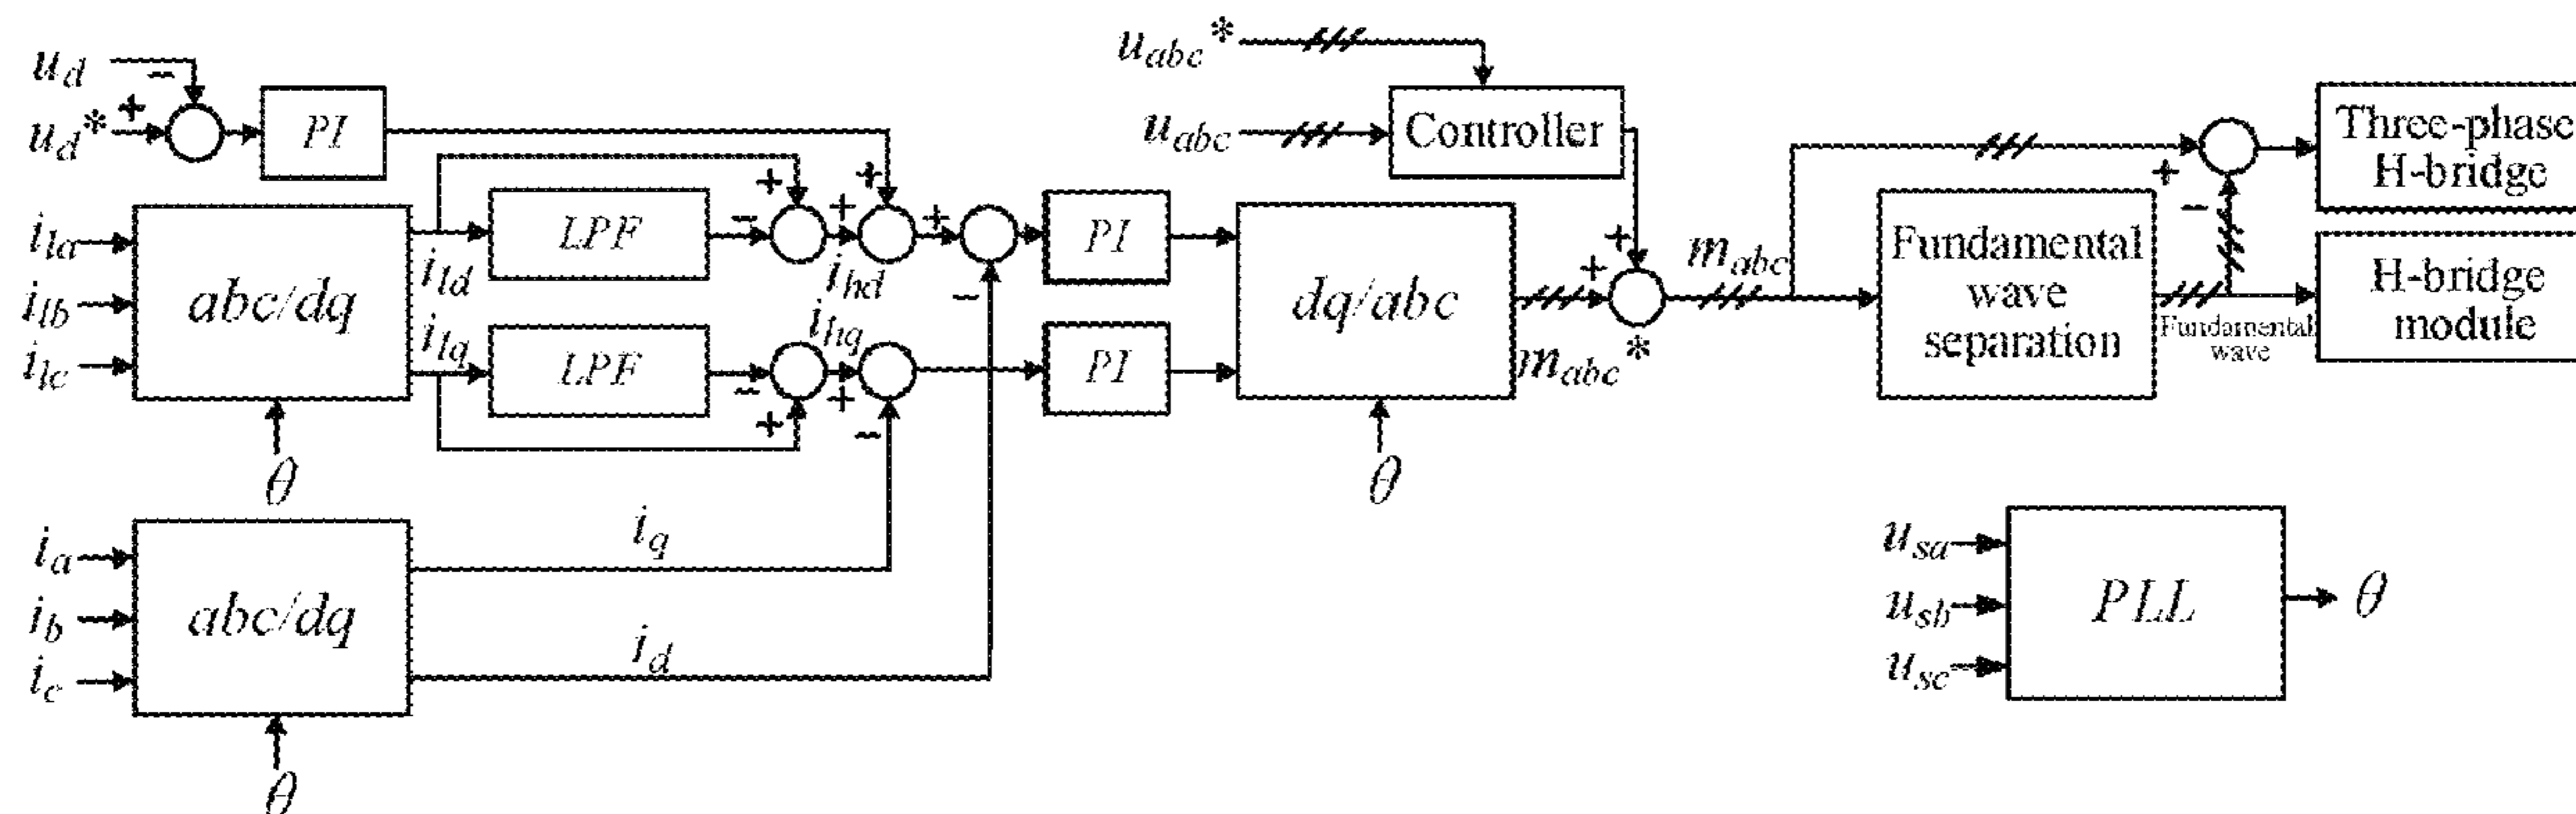 u_d
u_d*
PI
i_la
i_lb
i_lc
abc/dq
θ
i_ld
i_lq
LPF
LPF
i_hd
i_hq
i_a
i_b
i_c
abc/dq
θ
i_q
i_d
PI
PI
dq/abc
θ
u_abc*
u_abc
Controller
m_abc*
m_abc
Fundamental
wave
separation
Fundamental
wave
Three-phase
H-bridge
H-bridge
module
u_sa
u_sb
u_sc
PLL
θ